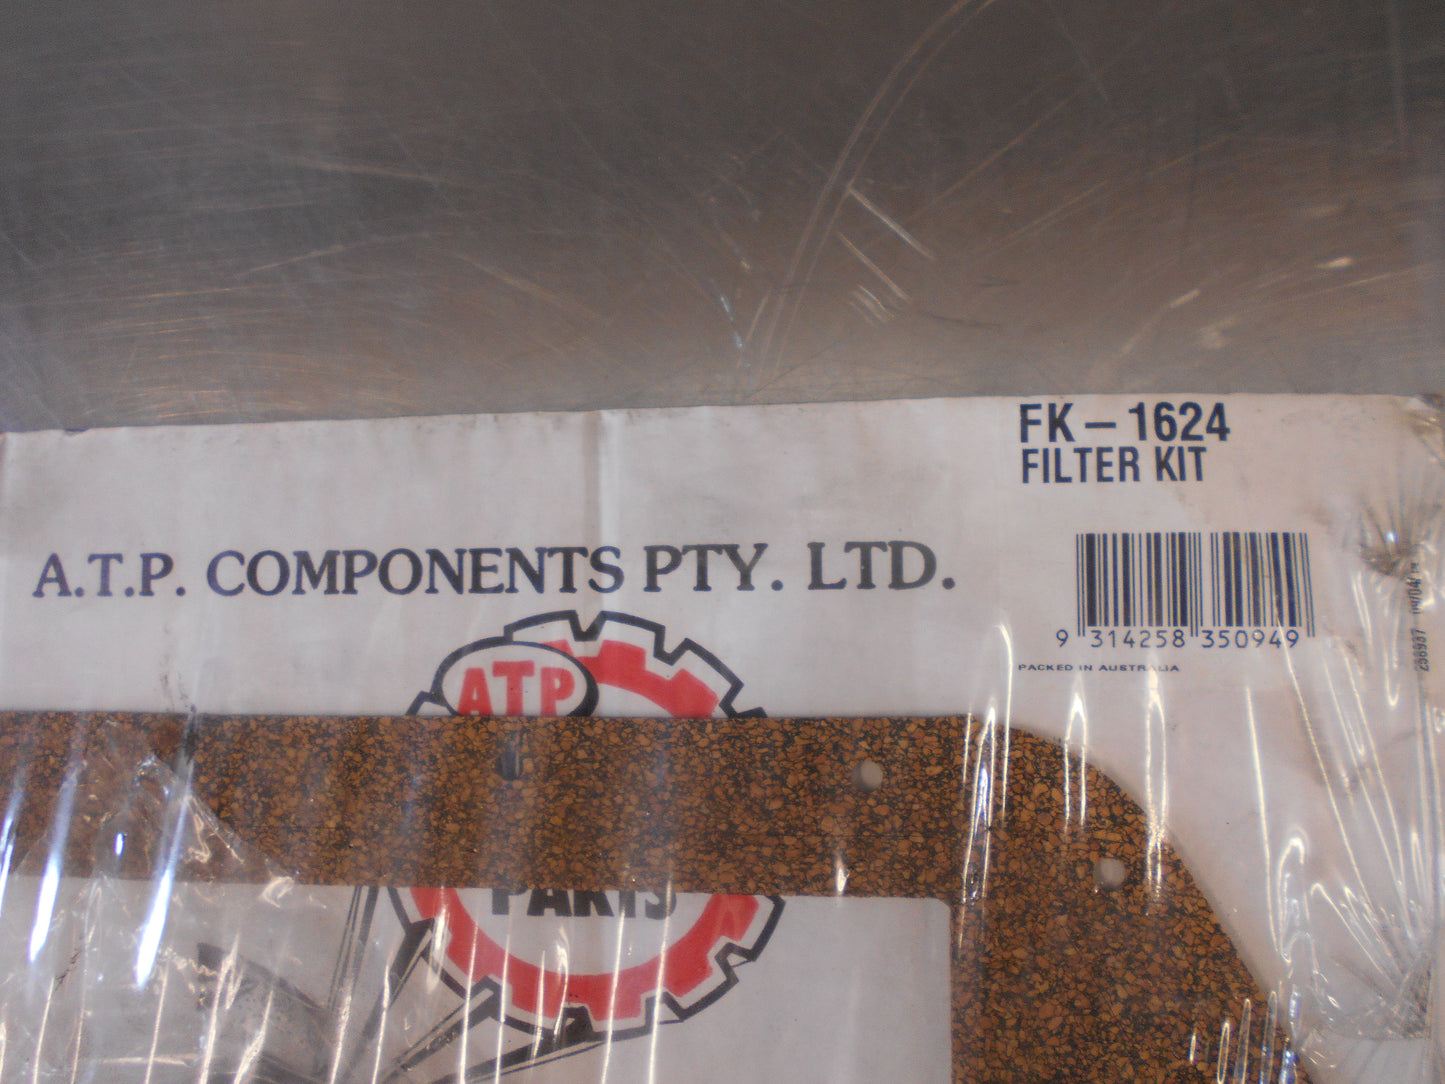 FK – 1624
FILTER KIT
A.T.P. COMPONENTS PTY. LTD.
9 314258 350949
PACKED IN AUSTRALIA
ATP
PARTS